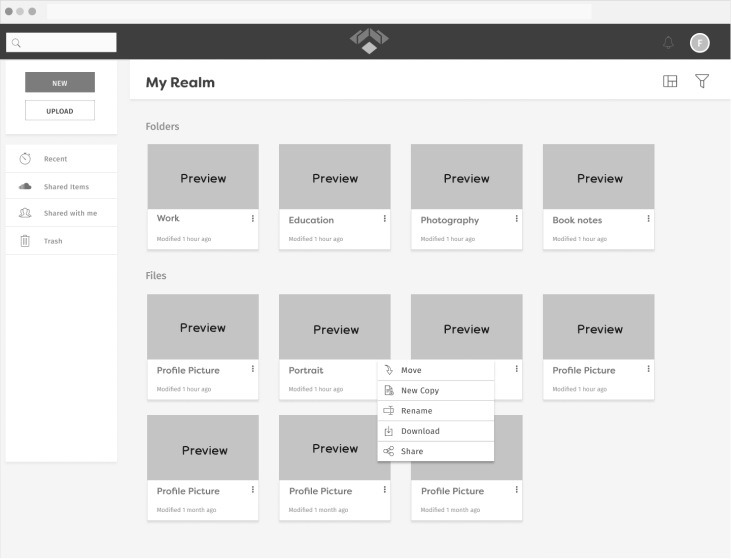 F
NEW
UPLOAD
Recent
Shared Items
Shared with me
Trash
My Realm
Folders
Preview
Work
Modified 1 hour ago
Preview
Education
Modified 1 hour ago
Preview
Photography
Modified 1 hour ago
Preview
Book notes
Modified 1 hour ago
Files
Preview
Profile Picture
Modified 1 hour ago
Preview
Portrait
Modified 1 hour ago
Preview
Move
New Copy
Rename
Download
Share
Preview
Profile Picture
Modified 1 hour ago
Preview
Profile Picture
Modified 1 month ago
Preview
Profile Picture
Modified 1 month ago
Profile Picture
Modified 1 month ago